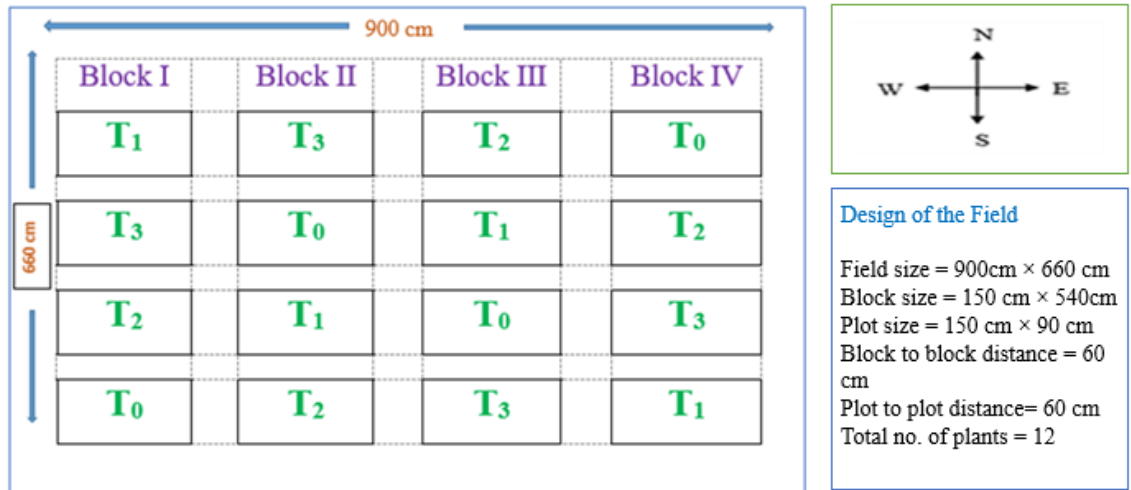 900 cm
Block I Block II Block III Block IV
T₁ T₃ T₂ T₀
T₃ T₀ T₁ T₂
660 cm
T₂ T₁ T₀ T₃
T₀ T₂ T₃ T₁
N
W E
S
Design of the Field
Field size = 900cm × 660 cm
Block size = 150 cm × 540cm
Plot size = 150 cm × 90 cm
Block to block distance = 60
cm
Plot to plot distance= 60 cm
Total no. of plants = 12